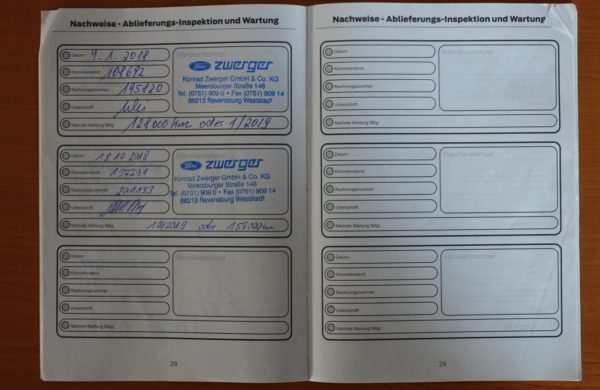 Nachweise - Ablieferungs-Inspektion und Wartung
Datum 9.1.2018
Kilometerstand 108692
Rechnungsnummer 195820
Unterschrift
Nächste Wartung fällig 128000 km oder 1/2019
Händlerstempel
Ford zwerger
Konrad Zwerger GmbH & Co. KG
Meersburger Straße 146
Tel. (0751) 909 0 • Fax (0751) 909 14
88213 Ravensburg Weststadt
Datum 18.10.2018
Kilometerstand
Rechnungsnummer 201153
Unterschrift
Nächste Wartung fällig 10/2019 oder
Händlerstempel
Ford zwerger
Konrad Zwerger GmbH & Co. KG
Meersburger Straße 146
Tel. (0751) 909 0 • Fax (0751) 909 14
88213 Ravensburg Weststadt
Datum
Kilometerstand
Rechnungsnummer
Unterschrift
Nächste Wartung fällig
Händlerstempel
28
Nachweise - Ablieferungs-Inspektion und Wartung
Datum
Kilometerstand
Rechnungsnummer
Unterschrift
Nächste Wartung fällig
Händlerstempel
Datum
Kilometerstand
Rechnungsnummer
Unterschrift
Nächste Wartung fällig
Händlerstempel
Datum
Kilometerstand
Rechnungsnummer
Unterschrift
Nächste Wartung fällig
Händlerstempel
29